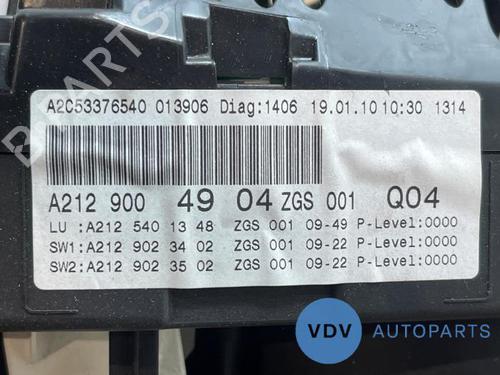 A2C53376540 013906 Diag:1406 19.01.10 10:30 1314
A212 900 49 04 ZGS 001 Q04
LU :A212 540 13 48 ZGS 001 09-49 P-Level:0000
SW1:A212 902 34 02 ZGS 001 09-22 P-Level:0000
SW2:A212 902 35 02 ZGS 001 09-22 P-Level:0000
B-PARTS
VDV AUTOPARTS